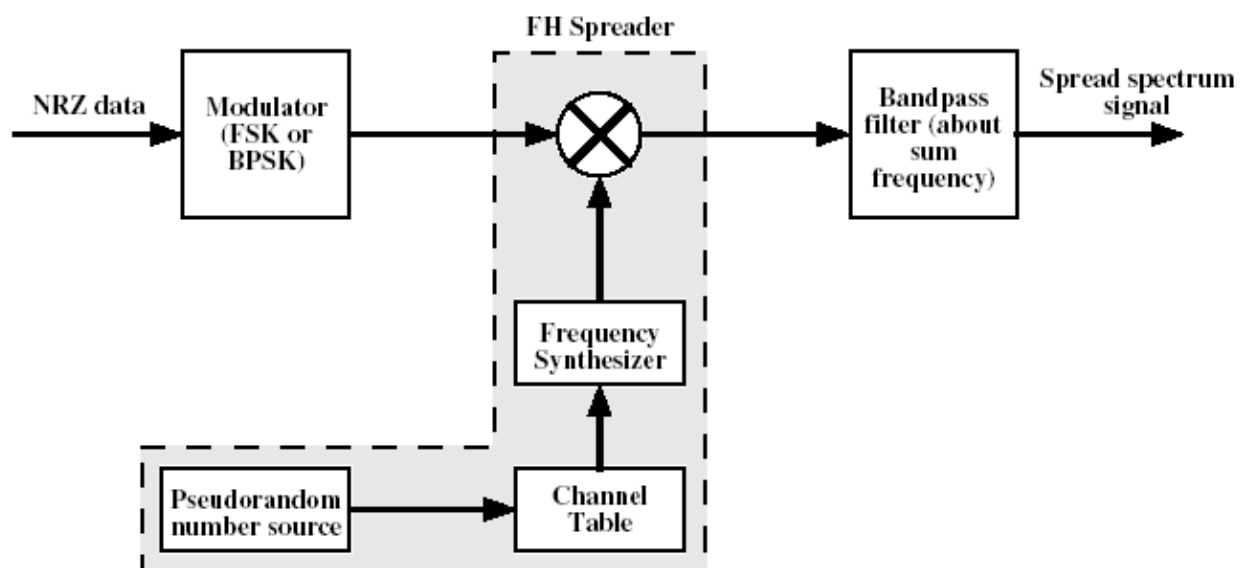 FH Spreader
NRZ data
Modulator
(FSK or
BPSK)
Bandpass
filter (about
sum
frequency)
Spread spectrum
signal
Frequency
Synthesizer
Pseudorandom
number source
Channel
Table